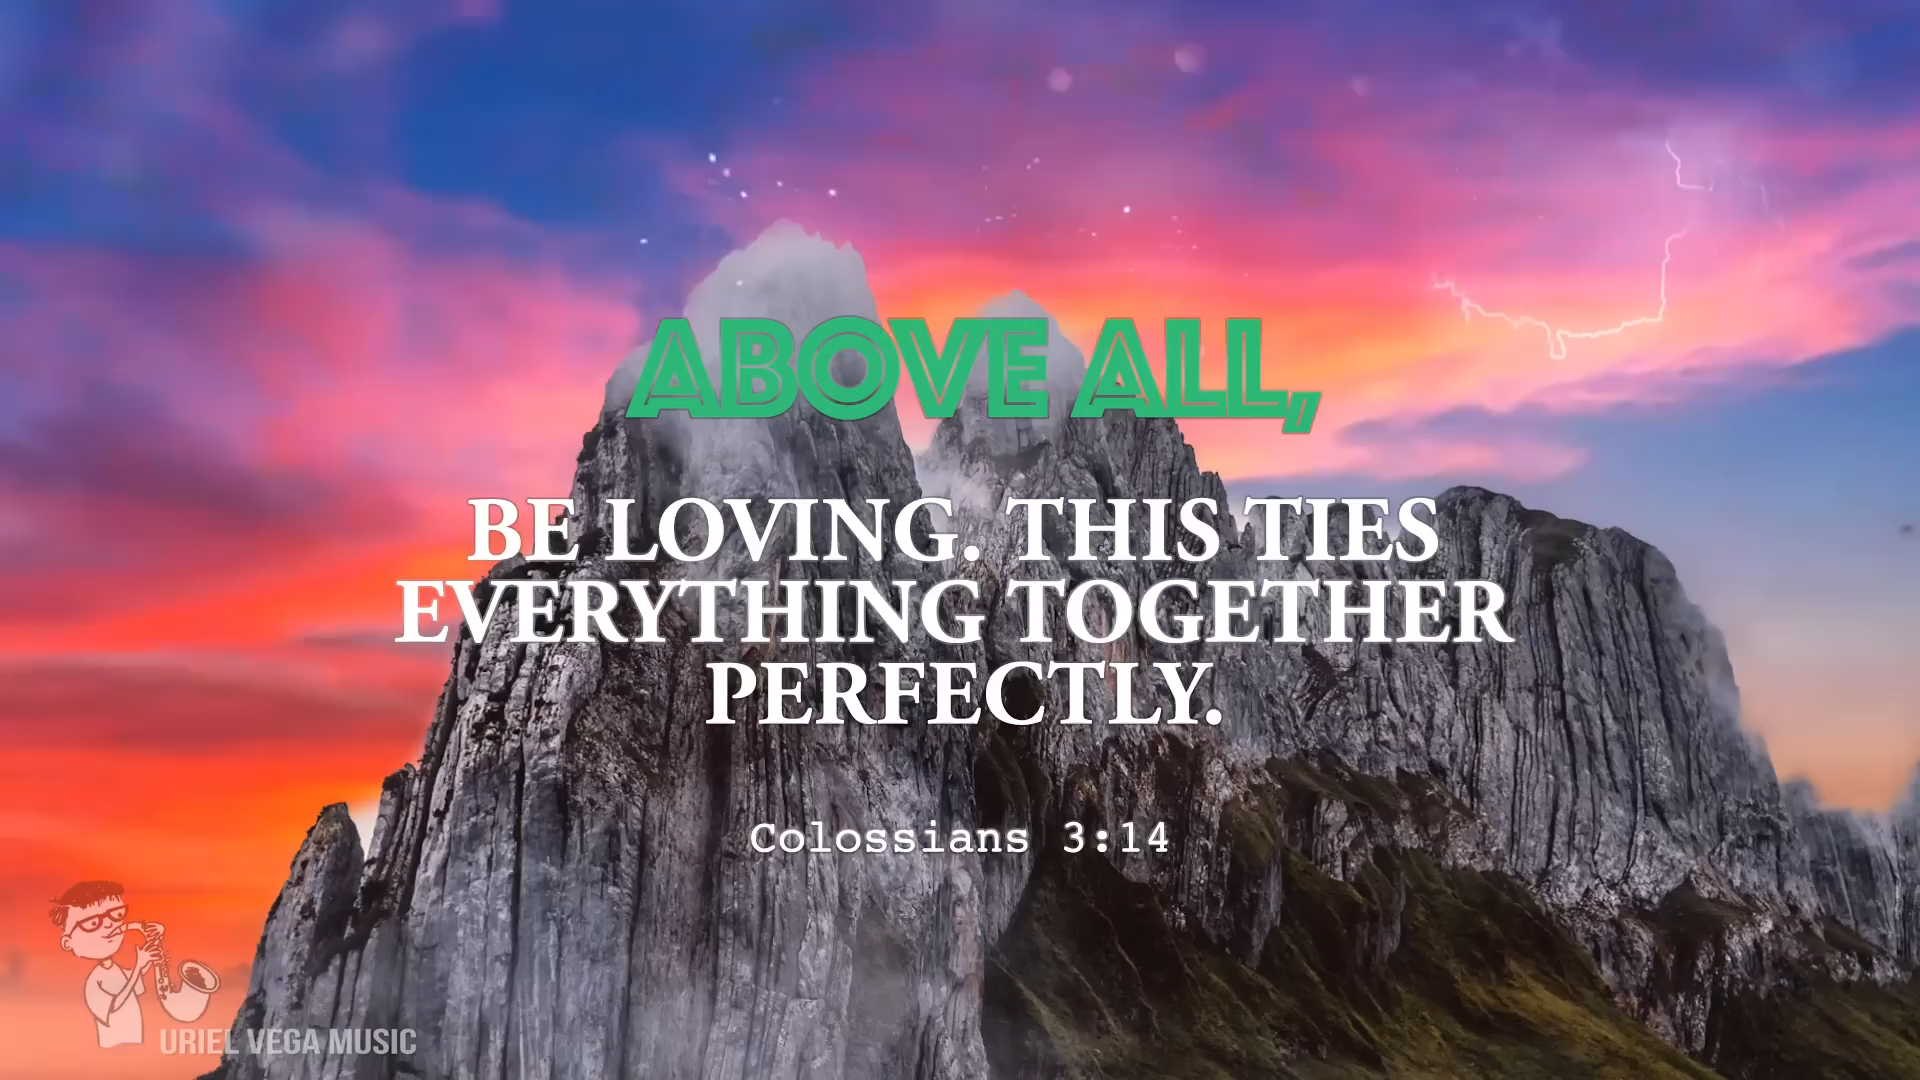 ABOVE ALL,
BE LOVING. THIS TIES
EVERYTHING TOGETHER
PERFECTLY.
Colossians 3:14
URIEL VEGA MUSIC